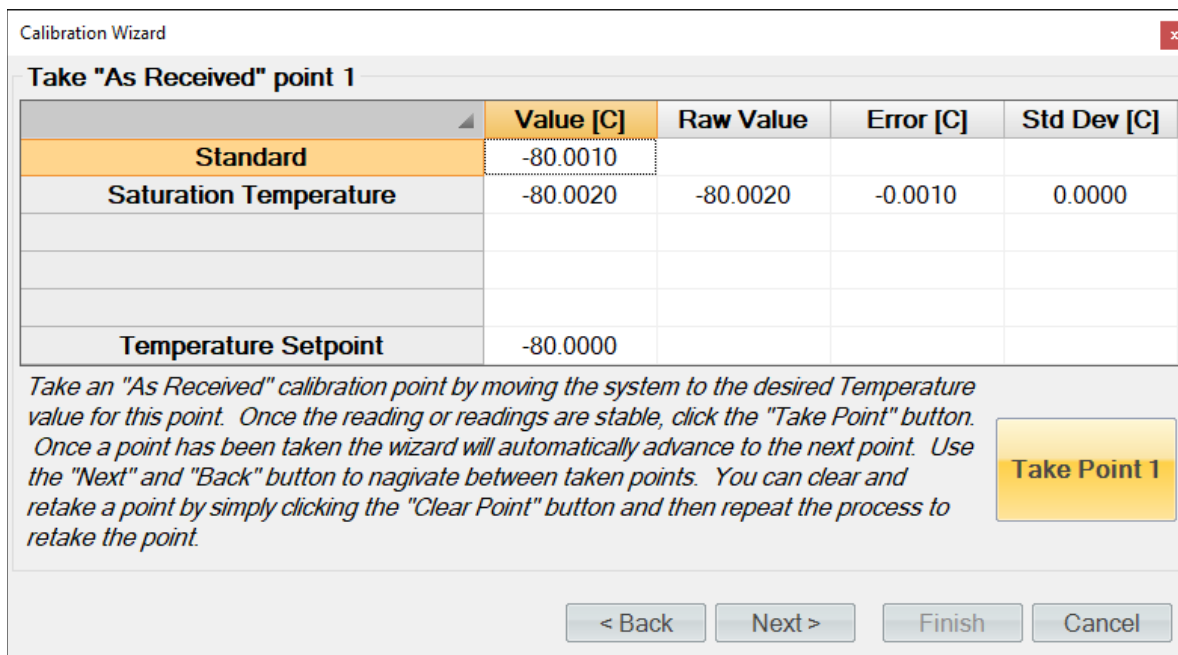 Calibration Wizard
x
Take "As Received" point 1
Value [C] Raw Value Error [C] Std Dev [C]
Standard -80.0010
Saturation Temperature -80.0020 -80.0020 -0.0010 0.0000
Temperature Setpoint -80.0000
Take an "As Received" calibration point by moving the system to the desired Temperature
value for this point. Once the reading or readings are stable, click the "Take Point" button.
Once a point has been taken the wizard will automatically advance to the next point. Use
the "Next" and "Back" button to nagivate between taken points. You can clear and
retake a point by simply clicking the "Clear Point" button and then repeat the process to
retake the point.
Take Point 1
< Back Next > Finish Cancel